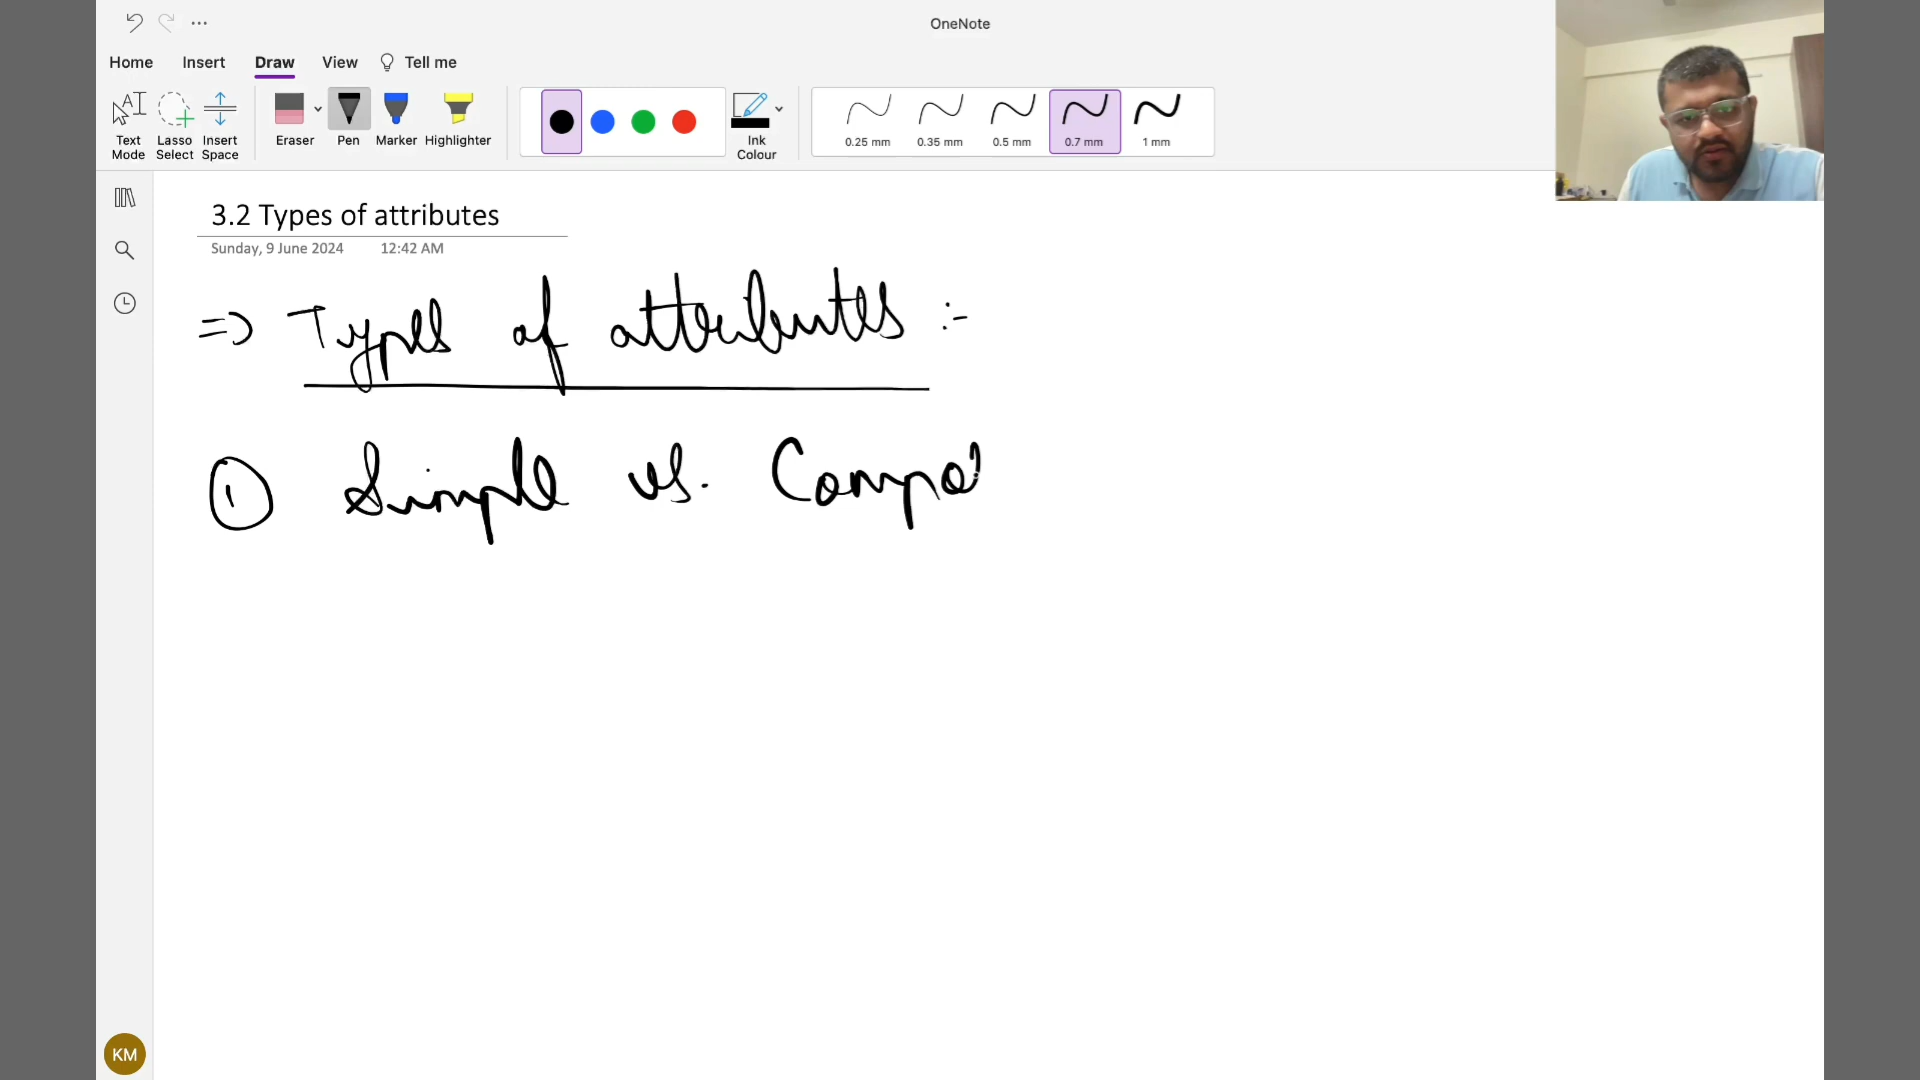 OneNote
Home Insert Draw View Tell me
Text Mode
Lasso Select
Insert Space
Eraser
Pen
Marker
Highlighter
Ink Colour
0.25 mm
0.35 mm
0.5 mm
0.7 mm
1 mm
3.2 Types of attributes
Sunday, 9 June 2024 12:42 AM
=> Types of attributes :-
① Simple vs. Compos
KM